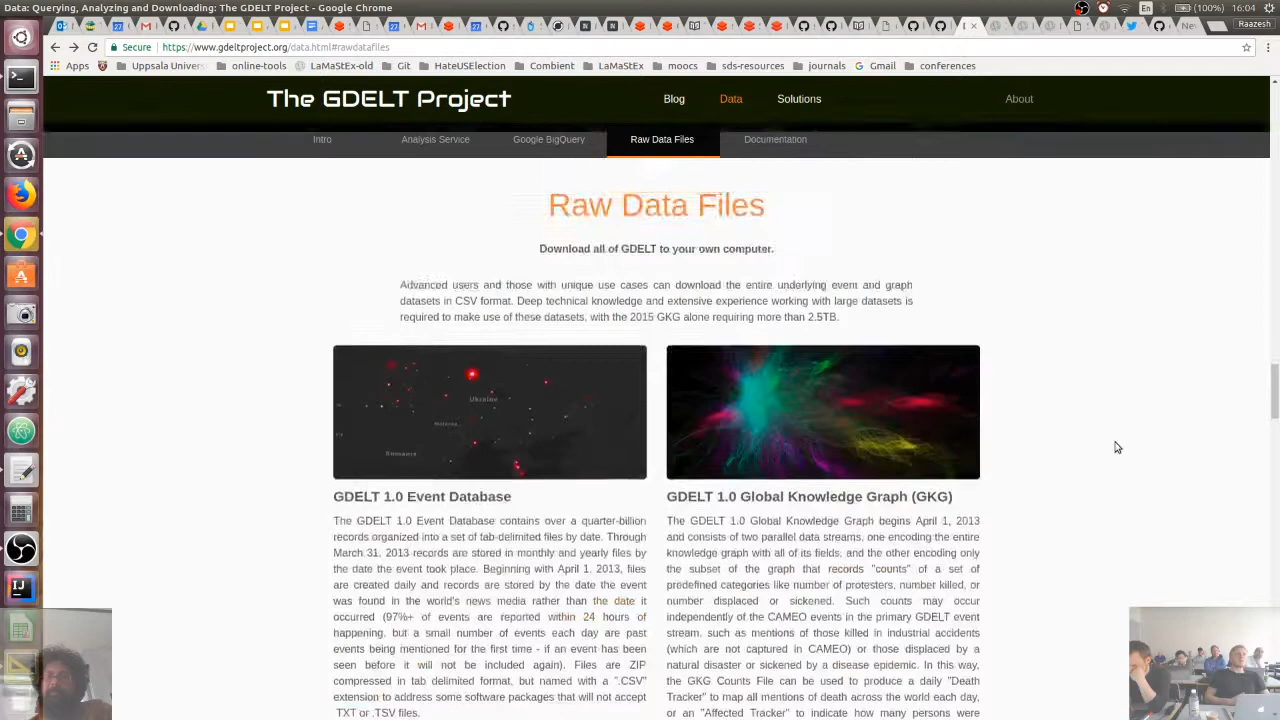 Data: Querying, Analyzing and Downloading: The GDELT Project - Google Chrome
En
(100%)
16:04
Raazesh
Secure
https://www.gdeltproject.org/data.html#rawdatafiles
Apps
Uppsala Univers
online-tools
LaMaStEx-old
Git
HateUSElection
Combient
LaMaSTEx
moocs
sds-resources
journals
Gmail
conferences
The GDELT Project
Blog
Data
Solutions
About
Intro
Analysis Service
Google BigQuery
Raw Data Files
Documentation
Raw Data Files
Download all of GDELT to your own computer.
Advanced users and those with unique use cases can download the entire underlying event and graph
datasets in CSV format. Deep technical knowledge and extensive experience working with large datasets is
required to make use of these datasets, with the 2015 GKG alone requiring more than 2.5TB.
Ukraine
GDELT 1.0 Event Database
The GDELT 1.0 Event Database contains over a quarter-billion
records organized into a set of tab-delimited files by date. Through
March 31, 2013 records are stored in monthly and yearly files by
the date the event took place. Beginning with April 1, 2013, files
are created daily and records are stored by the date the event
was found in the world's news media rather than the date it
occurred (97%+ of events are reported within 24 hours of
happening, but a small number of events each day are past
events being mentioned for the first time - if an event has been
seen before it will not be included again). Files are ZIP
compressed in tab delimited format, but named with a ".CSV"
extension to address some software packages that will not accept
.TXT or .TSV files.
GDELT 1.0 Global Knowledge Graph (GKG)
The GDELT 1.0 Global Knowledge Graph begins April 1, 2013
and consists of two parallel data streams, one encoding the entire
knowledge graph with all of its fields, and the other encoding only
the subset of the graph that records "counts" of a set of
predefined categories like number of protesters, number killed, or
number displaced or sickened. Such counts may occur
independently of the CAMEO events in the primary GDELT event
stream, such as mentions of those killed in industrial accidents
(which are not captured in CAMEO) or those displaced by a
natural disaster or sickened by a disease epidemic. In this way,
the GKG Counts File can be used to produce a daily "Death
Tracker" to map all mentions of death across the world each day,
or an "Affected Tracker" to indicate how many persons were